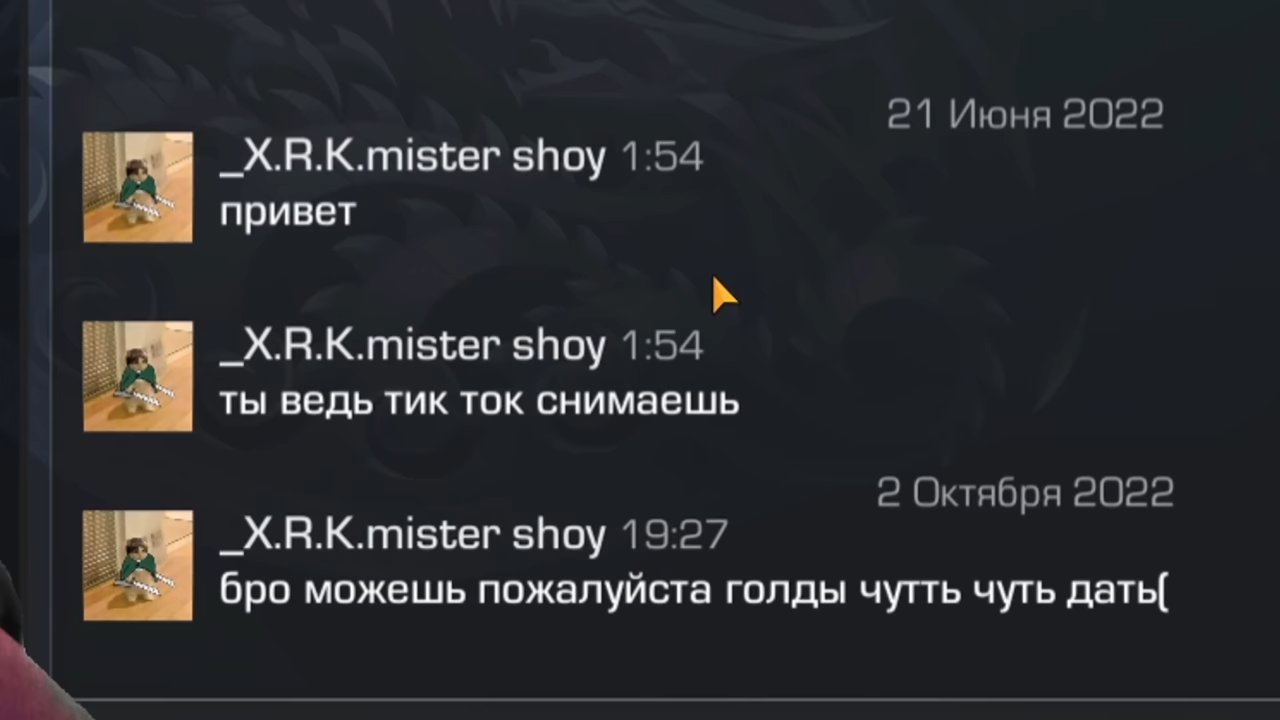 21 Июня 2022
_X.R.K.mister shoy 1:54
привет
_X.R.K.mister shoy 1:54
ты ведь тик ток снимаешь
2 Октября 2022
_X.R.K.mister shoy 19:27
бро можешь пожалуйста голды чутть чуть дать(